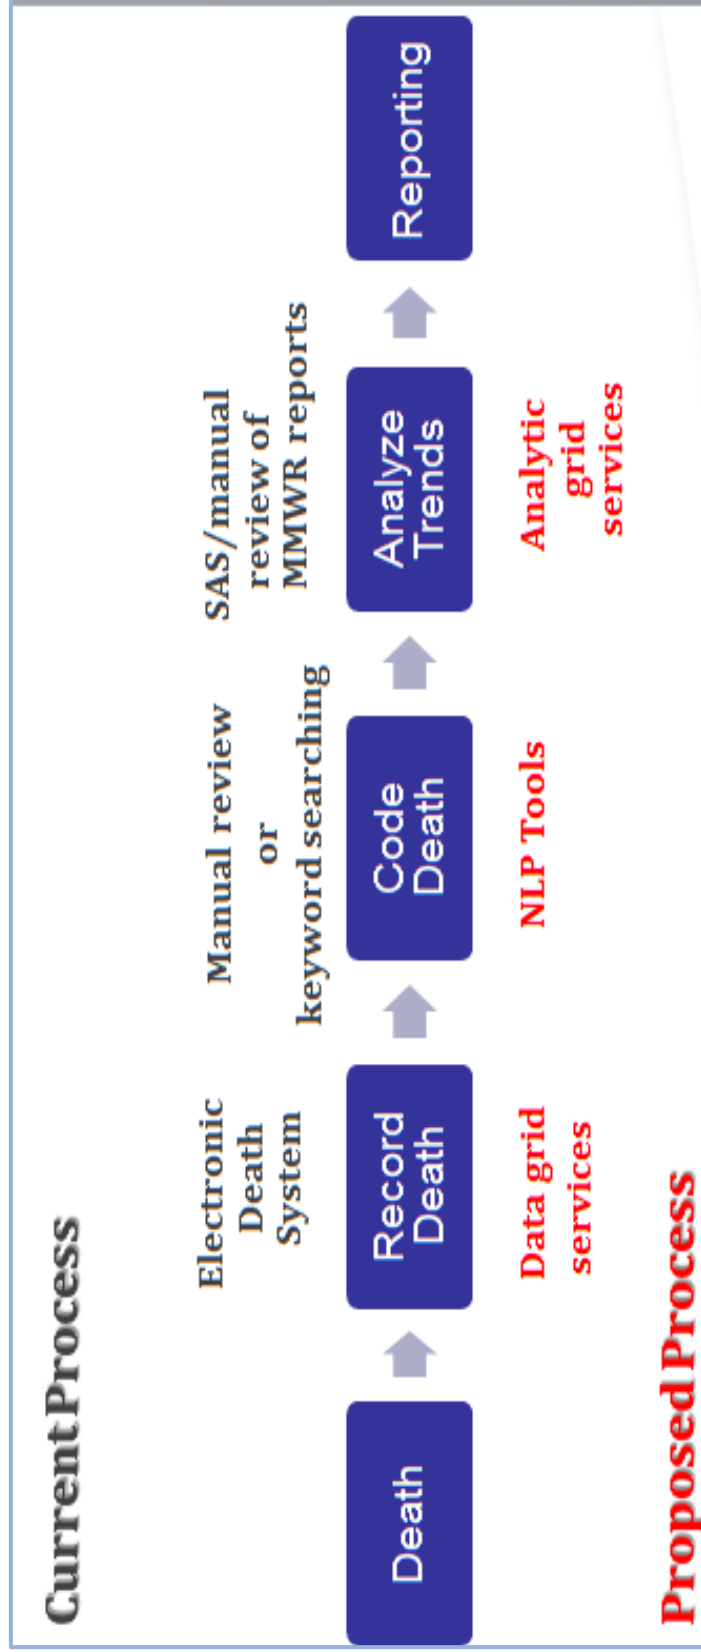 Current Process
Electronic
Death
System
Manual review
or
keyword searching
SAS/manual
review of
MMWR reports
Death
Record
Death
Code
Death
Analyze
Trends
Reporting
Data grid
services
NLP Tools
Analytic
grid
services
Proposed Process